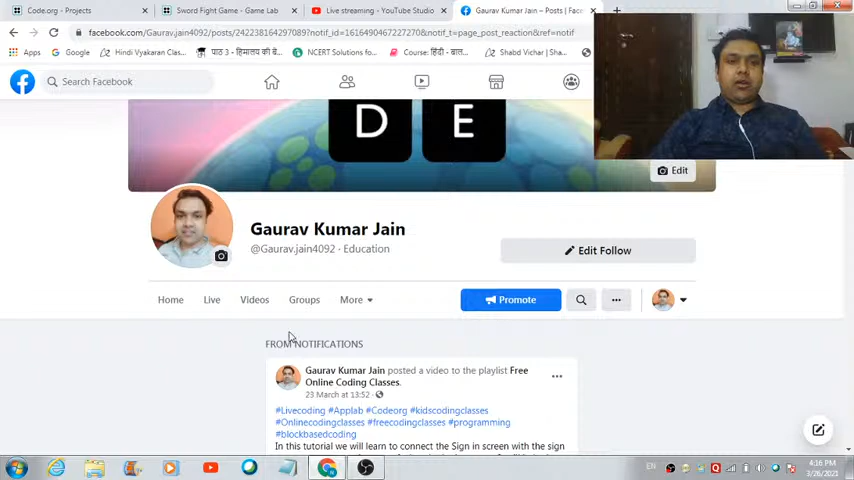 Code.org - Projects
Sword Fight Game - Game Lab
Live streaming - YouTube Studio
Gaurav Kumar Jain – Posts | Face
facebook.com/Gaurav.jain4092/posts/242238164297089?notif_id=1616490467227270&notif_t=page_post_reaction&ref=notif
Apps
Google
Hindi Vyakaran Clas
पाठ 3 - हिमालय की बे...
NCERT Solutions fo...
Course: हिंदी - बाल...
Shabd Vichar (Sha
Search Facebook
D E
Edit
Gaurav Kumar Jain
@Gaurav.jain4092 · Education
Edit Follow
Home
Live
Videos
Groups
More
Promote
FROM NOTIFICATIONS
Gaurav Kumar Jain posted a video to the playlist Free
Online Coding Classes.
23 March at 13:52
#Livecoding #Applab #Codeorg #kidscodingclasses
#Onlinecodingclasses #freecodingclasses #programming
#blockbasedcoding
In this tutorial we will learn to connect the Sign in screen with the sign
EN
4:16 PM
3/26/2021